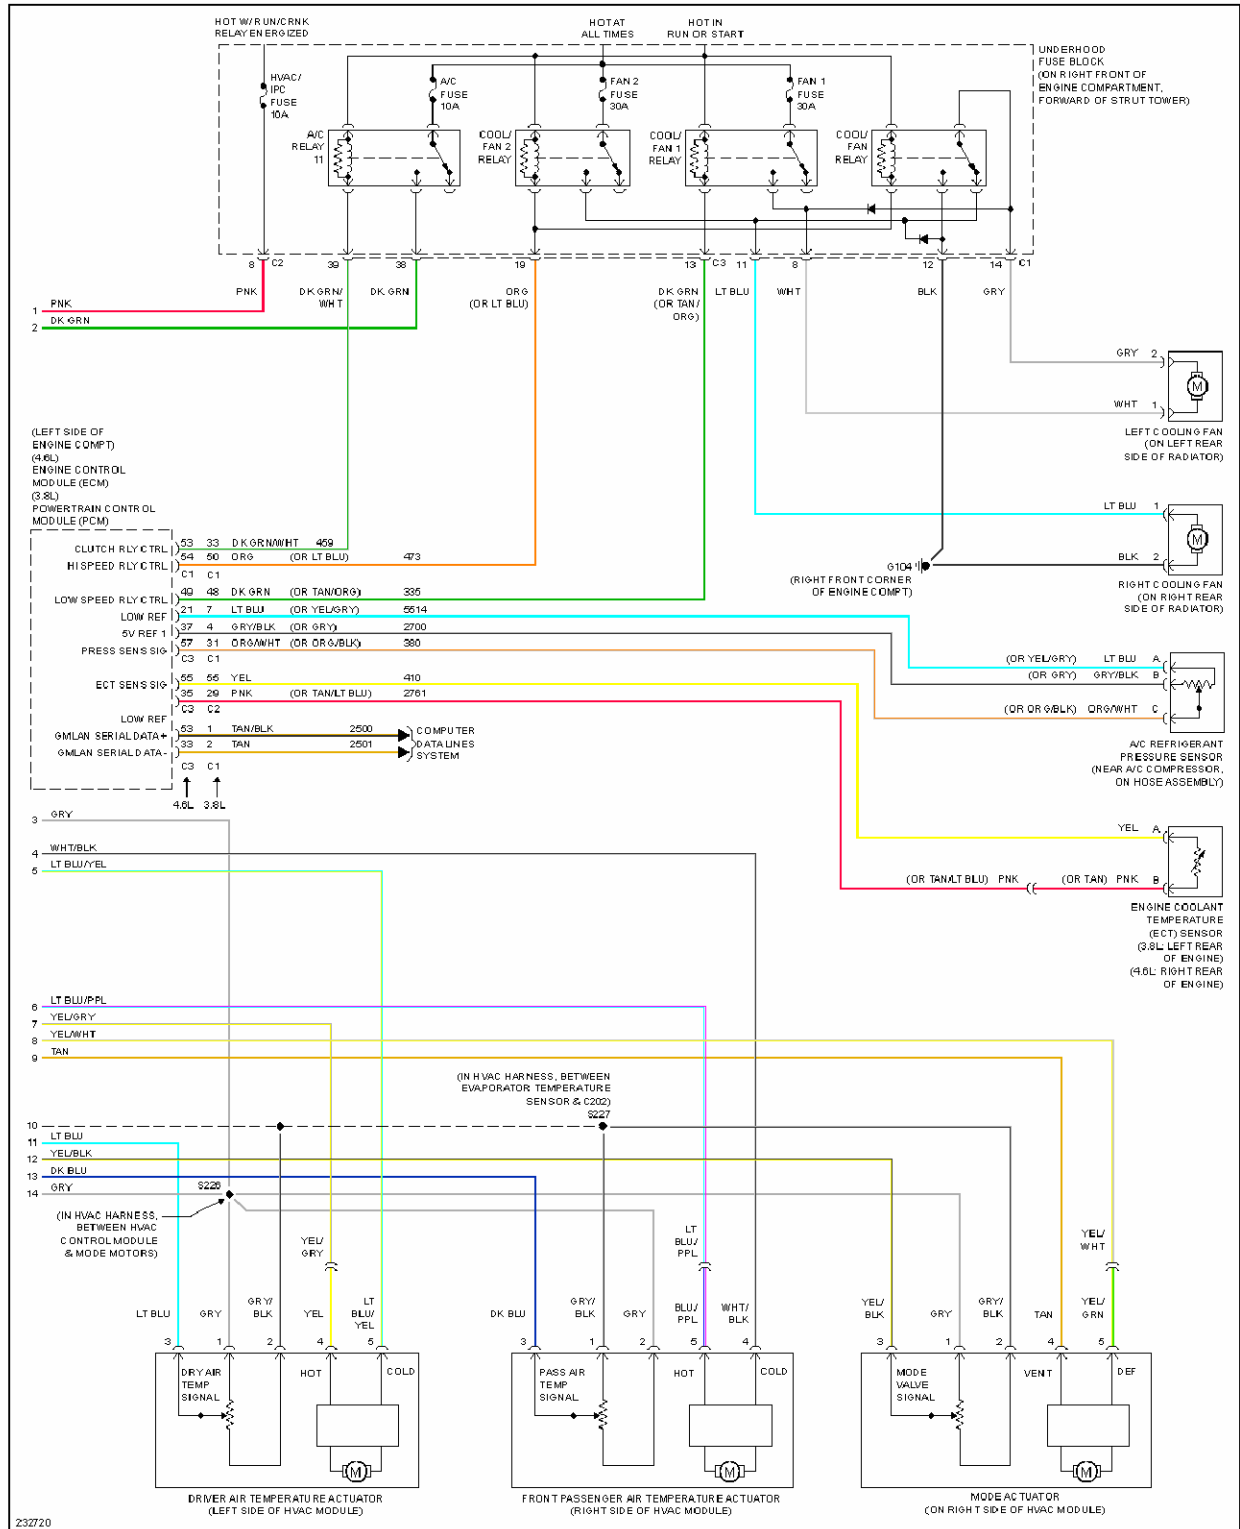 HOT W/RUN/CRNK
RELAY ENERGIZED
HOT AT
ALL TIMES
HOT IN
RUN OR START
UNDERHOOD
FUSE BLOCK
(ON RIGHT FRONT OF
ENGINE COMPARTMENT,
FORWARD OF STRUT TOWER)
HVAC/
IPC
FUSE
10A
A/C
FUSE
10A
FAN 2
FUSE
30A
FAN 1
FUSE
30A
A/C
RELAY
11
COOL/
FAN 2
RELAY
COOL/
FAN 1
RELAY
COOL/
FAN
RELAY
8 C2 39 38 19 13 C3 11 8 12 14 C1
PNK
DK GRN/
WHT
DK GRN
ORG
(OR LT BLU)
DK GRN
(OR TAN/
ORG)
LT BLU
WHT
BLK
GRY
1 PNK
2 DK GRN
GRY 2
WHT 1
LEFT COOLING FAN
(ON LEFT REAR
SIDE OF RADIATOR)
M
LT BLU 1
BLK 2
M
RIGHT COOLING FAN
(ON RIGHT REAR
SIDE OF RADIATOR)
G104
(RIGHT FRONT CORNER
OF ENGINE COMPT)
(LEFT SIDE OF
ENGINE COMPT)
(4.6L)
ENGINE CONTROL
MODULE (ECM)
(3.8L)
POWERTRAIN CONTROL
MODULE (PCM)
CLUTCH RLY CTRL 53 33 DK GRN/WHT 459
HI SPEED RLY CTRL 54 50 ORG (OR LT BLU) 473
C1 C1
LOW SPEED RLY CTRL 49 48 DK GRN (OR TAN/ORG) 335
LOW REF 21 7 LT BLU (OR YEL/GRY) 5514
5V REF 1 37 4 GRY/BLK (OR GRY) 2700
PRESS SENS SIG 57 31 ORG/WHT (OR ORG/BLK) 380
C3 C1
ECT SENS SIG 55 55 YEL 410
35 29 PNK (OR TAN/LT BLU) 2761
C3 C2
LOW REF
GMLAN SERIAL DATA+ 53 1 TAN/BLK 2500
GMLAN SERIAL DATA- 33 2 TAN 2501
COMPUTER
DATA LINES
SYSTEM
C3 C1
4.6L 3.8L
(OR YEL/GRY) LT BLU A
(OR GRY) GRY/BLK B
(OR ORG/BLK) ORG/WHT C
A/C REFRIGERANT
PRESSURE SENSOR
(NEAR A/C COMPRESSOR,
ON HOSE ASSEMBLY)
YEL A
(OR TAN/LT BLU) PNK (OR TAN) PNK B
ENGINE COOLANT
TEMPERATURE
(ECT) SENSOR
(3.8L: LEFT REAR
OF ENGINE)
(4.6L: RIGHT REAR
OF ENGINE)
3 GRY
4 WHT/BLK
5 LT BLU/YEL
6 LT BLU/PPL
7 YEL/GRY
8 YEL/WHT
9 TAN
(IN HVAC HARNESS, BETWEEN
EVAPORATOR TEMPERATURE
SENSOR & C202)
S227
10
11 LT BLU
12 YEL/BLK
13 DK BLU
14 GRY
S226
(IN HVAC HARNESS,
BETWEEN HVAC
CONTROL MODULE
& MODE MOTORS)
YEL/
GRY
LT
BLU/
PPL
YEL/
WHT
LT BLU
GRY
GRY/
BLK
YEL
LT
BLU/
YEL
DK BLU
GRY/
BLK
GRY
BLU/
PPL
WHT/
BLK
YEL/
BLK
GRY
GRY/
BLK
TAN
YEL/
GRN
3 1 2 4 5
3 1 2 5 4
3 1 2 4 5
DRY AIR
TEMP
SIGNAL
HOT
COLD
M
PASS AIR
TEMP
SIGNAL
HOT
COLD
M
MODE
VALVE
SIGNAL
VENIT
DEF
M
DRIVER AIR TEMPERATURE ACTUATOR
(LEFT SIDE OF HVAC MODULE)
FRONT PASSENGER AIR TEMPERATURE ACTUATOR
(RIGHT SIDE OF HVAC MODULE)
MODE ACTUATOR
(ON RIGHT SIDE OF HVAC MODULE)
232720